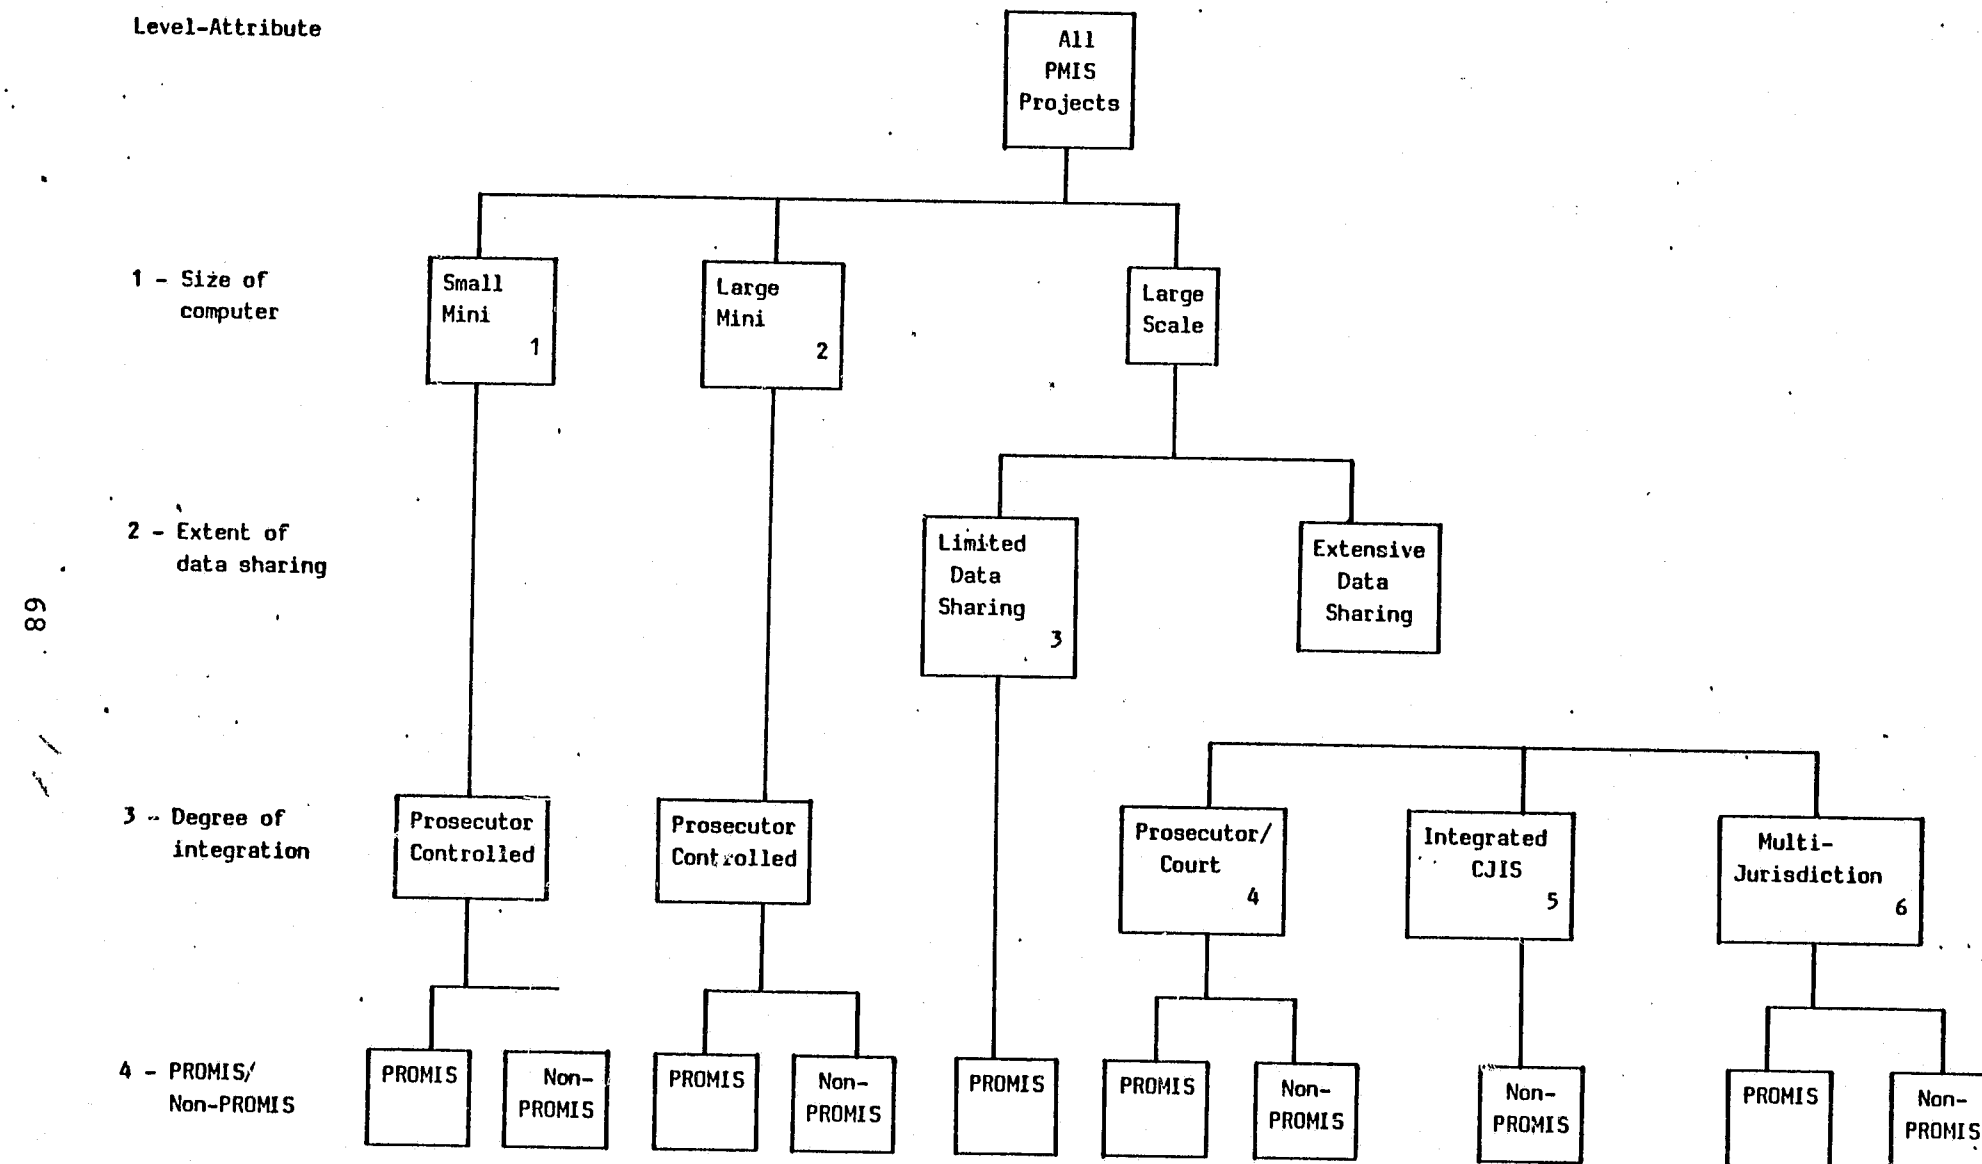 Level-Attribute
All
PMIS
Projects
1 - Size of
computer
Small
Mini
1
Large
Mini
2
Large
Scale
2 - Extent of
data sharing
Limited
Data
Sharing
3
Extensive
Data
Sharing
89
3 - Degree of
integration
Prosecutor
Controlled
Prosecutor
Controlled
Prosecutor/
Court
4
Integrated
CJIS
5
Multi-
Jurisdiction
6
4 - PROMIS/
Non-PROMIS
PROMIS
Non-
PROMIS
PROMIS
Non-
PROMIS
PROMIS
PROMIS
Non-
PROMIS
Non-
PROMIS
PROMIS
Non-
PROMIS